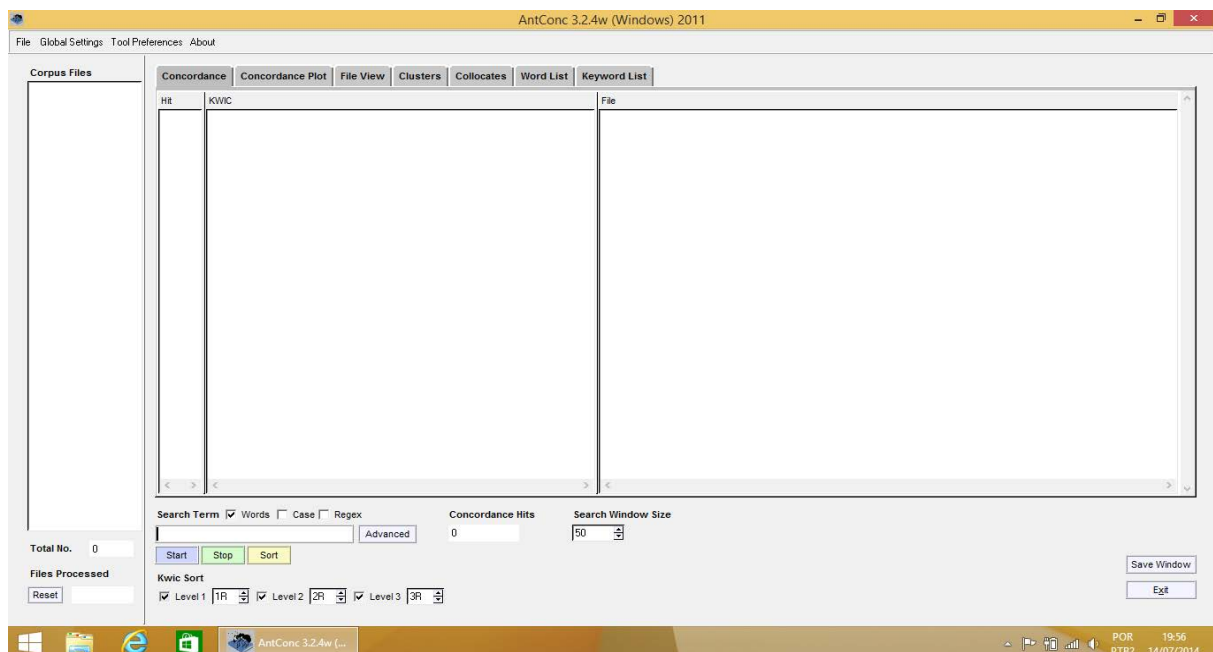 AntConc 3.2.4w (Windows) 2011
File Global Settings Tool Preferences About
Corpus Files
Concordance Concordance Plot File View Clusters Collocates Word List Keyword List
Hit KWIC File
Search Term Words Case Regex Concordance Hits Search Window Size
Advanced 0 50
Total No. 0
Start Stop Sort
Files Processed
Kwic Sort
Save Window
Reset
Level 1 1R Level 2 2R Level 3 3R
Exit
AntConc 3.2.4w (...
POR 19:56
PTB2 14/07/2014